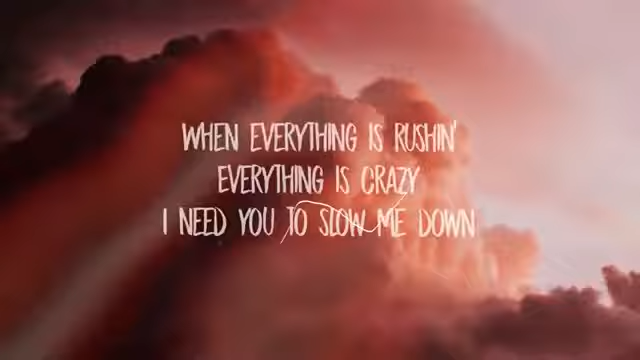 WHEN EVERYTHING IS RUSHIN'
EVERYTHING IS CRAZY
I NEED YOU TO SLOW ME DOWN